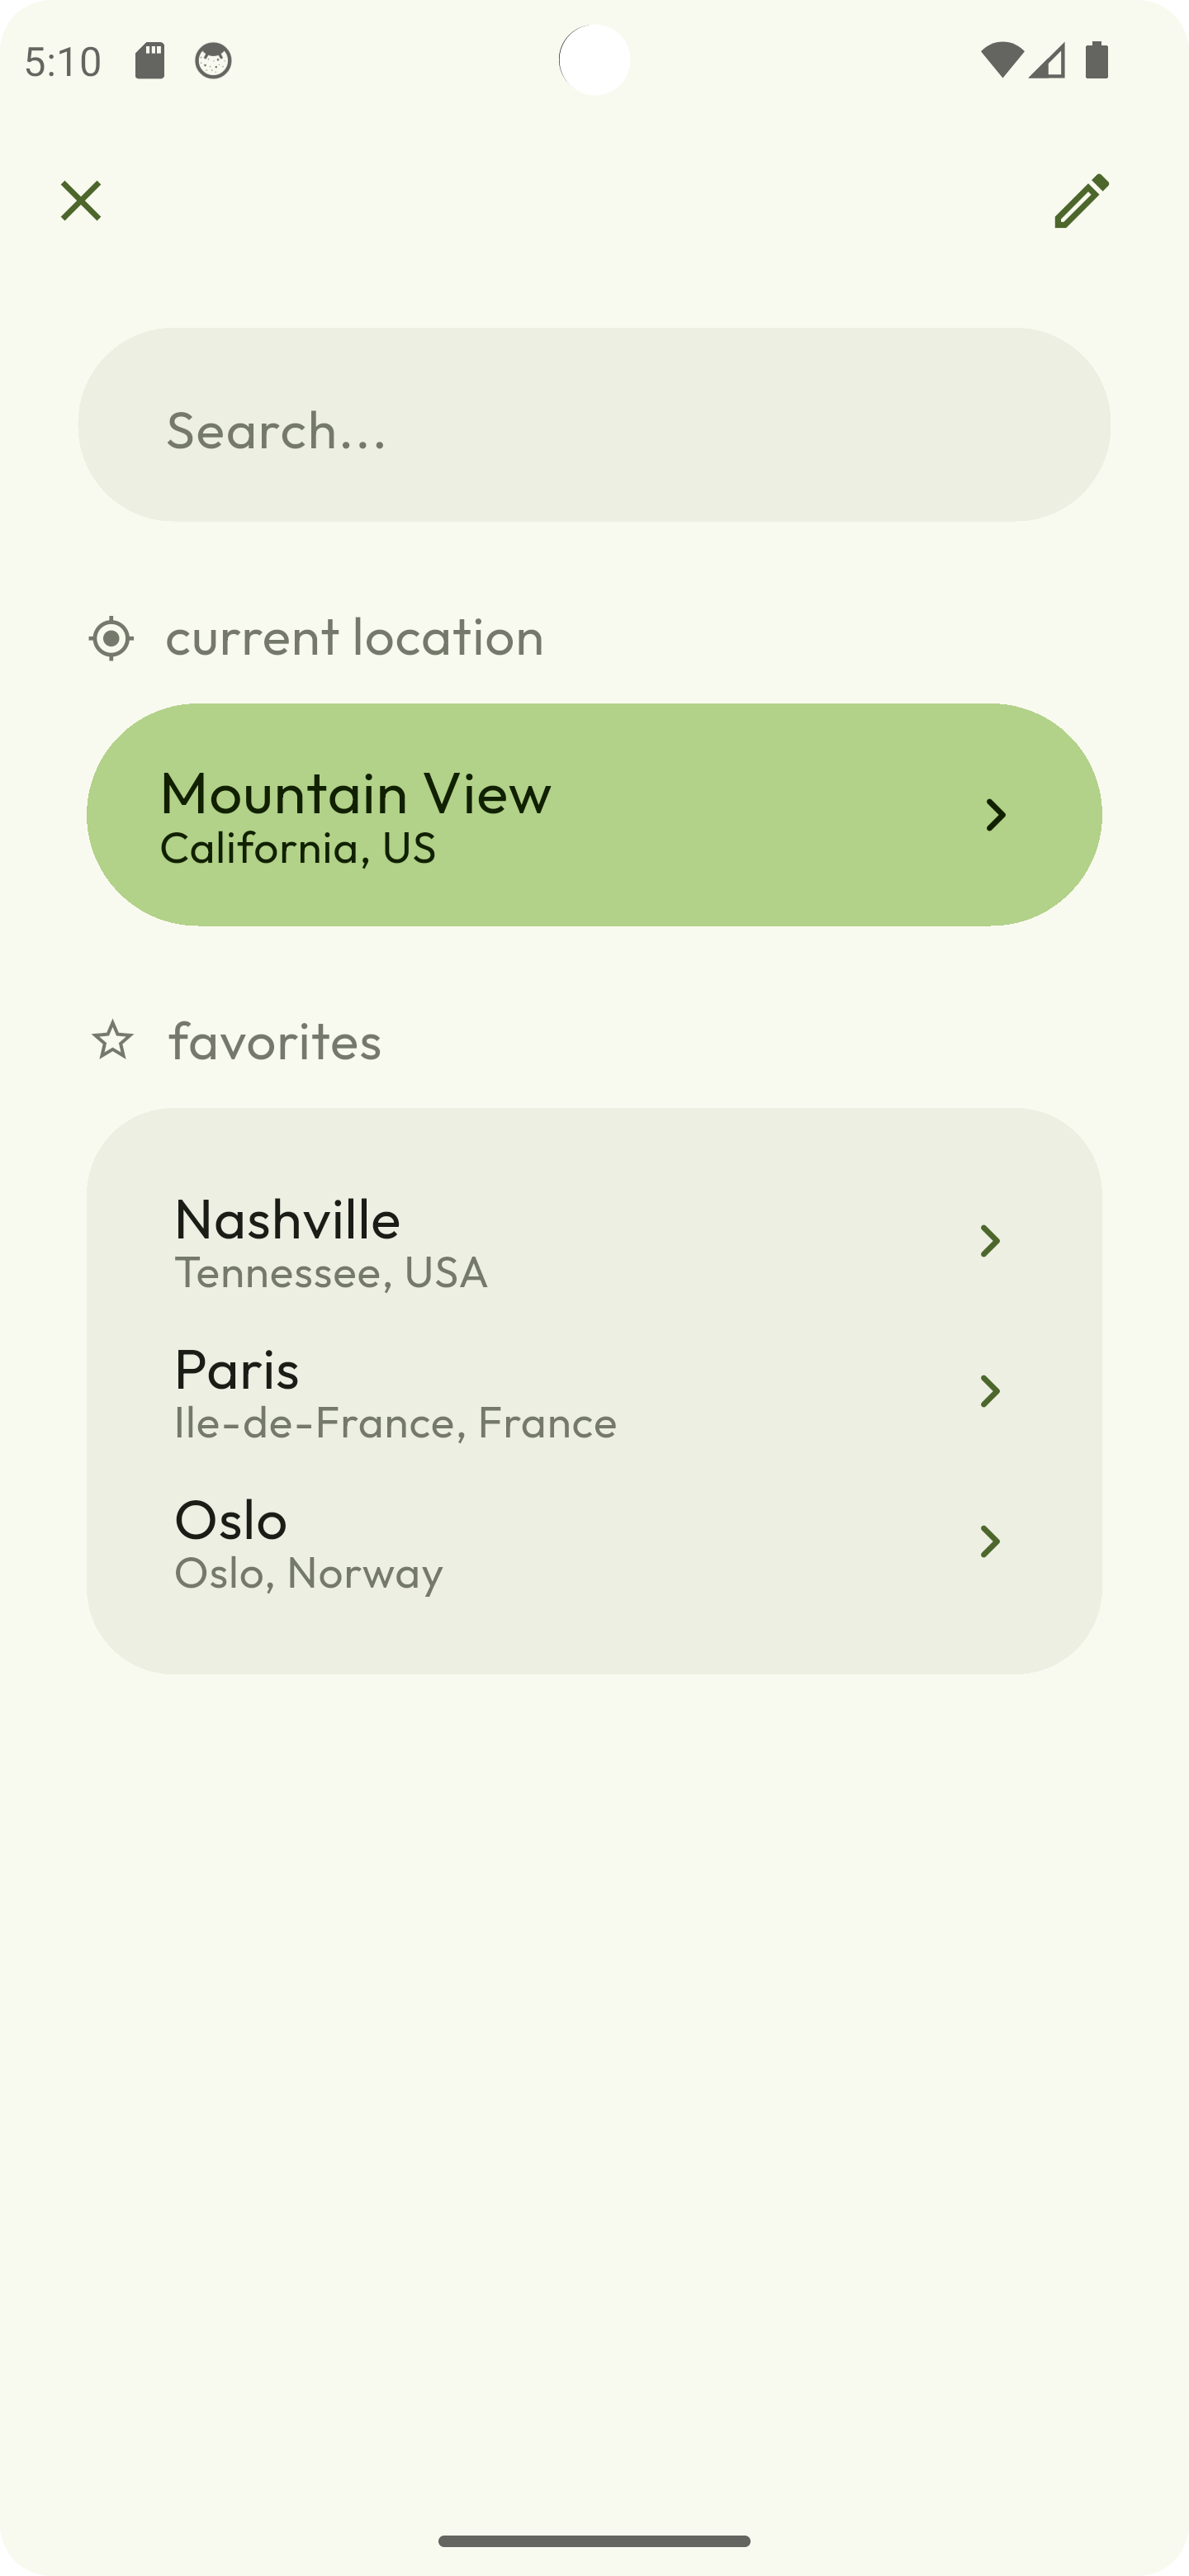 5:10
Search...
current location
Mountain View
California, US
favorites
Nashville
Tennessee, USA
Paris
Ile-de-France, France
Oslo
Oslo, Norway